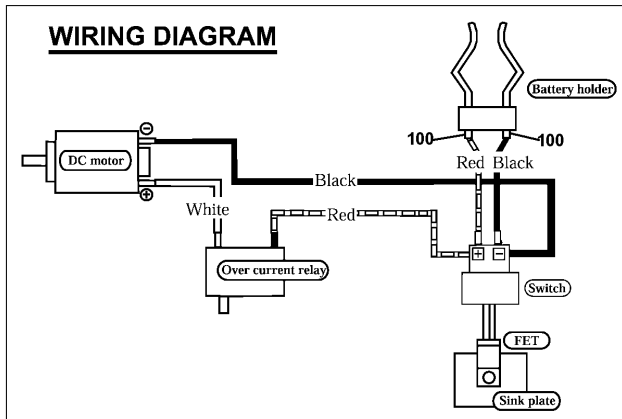 WIRING DIAGRAM
Battery holder
100
100
Red
Black
⊖
DC motor
⊕
Black
White
Red
Over current relay
+
−
Switch
FET
Sink plate